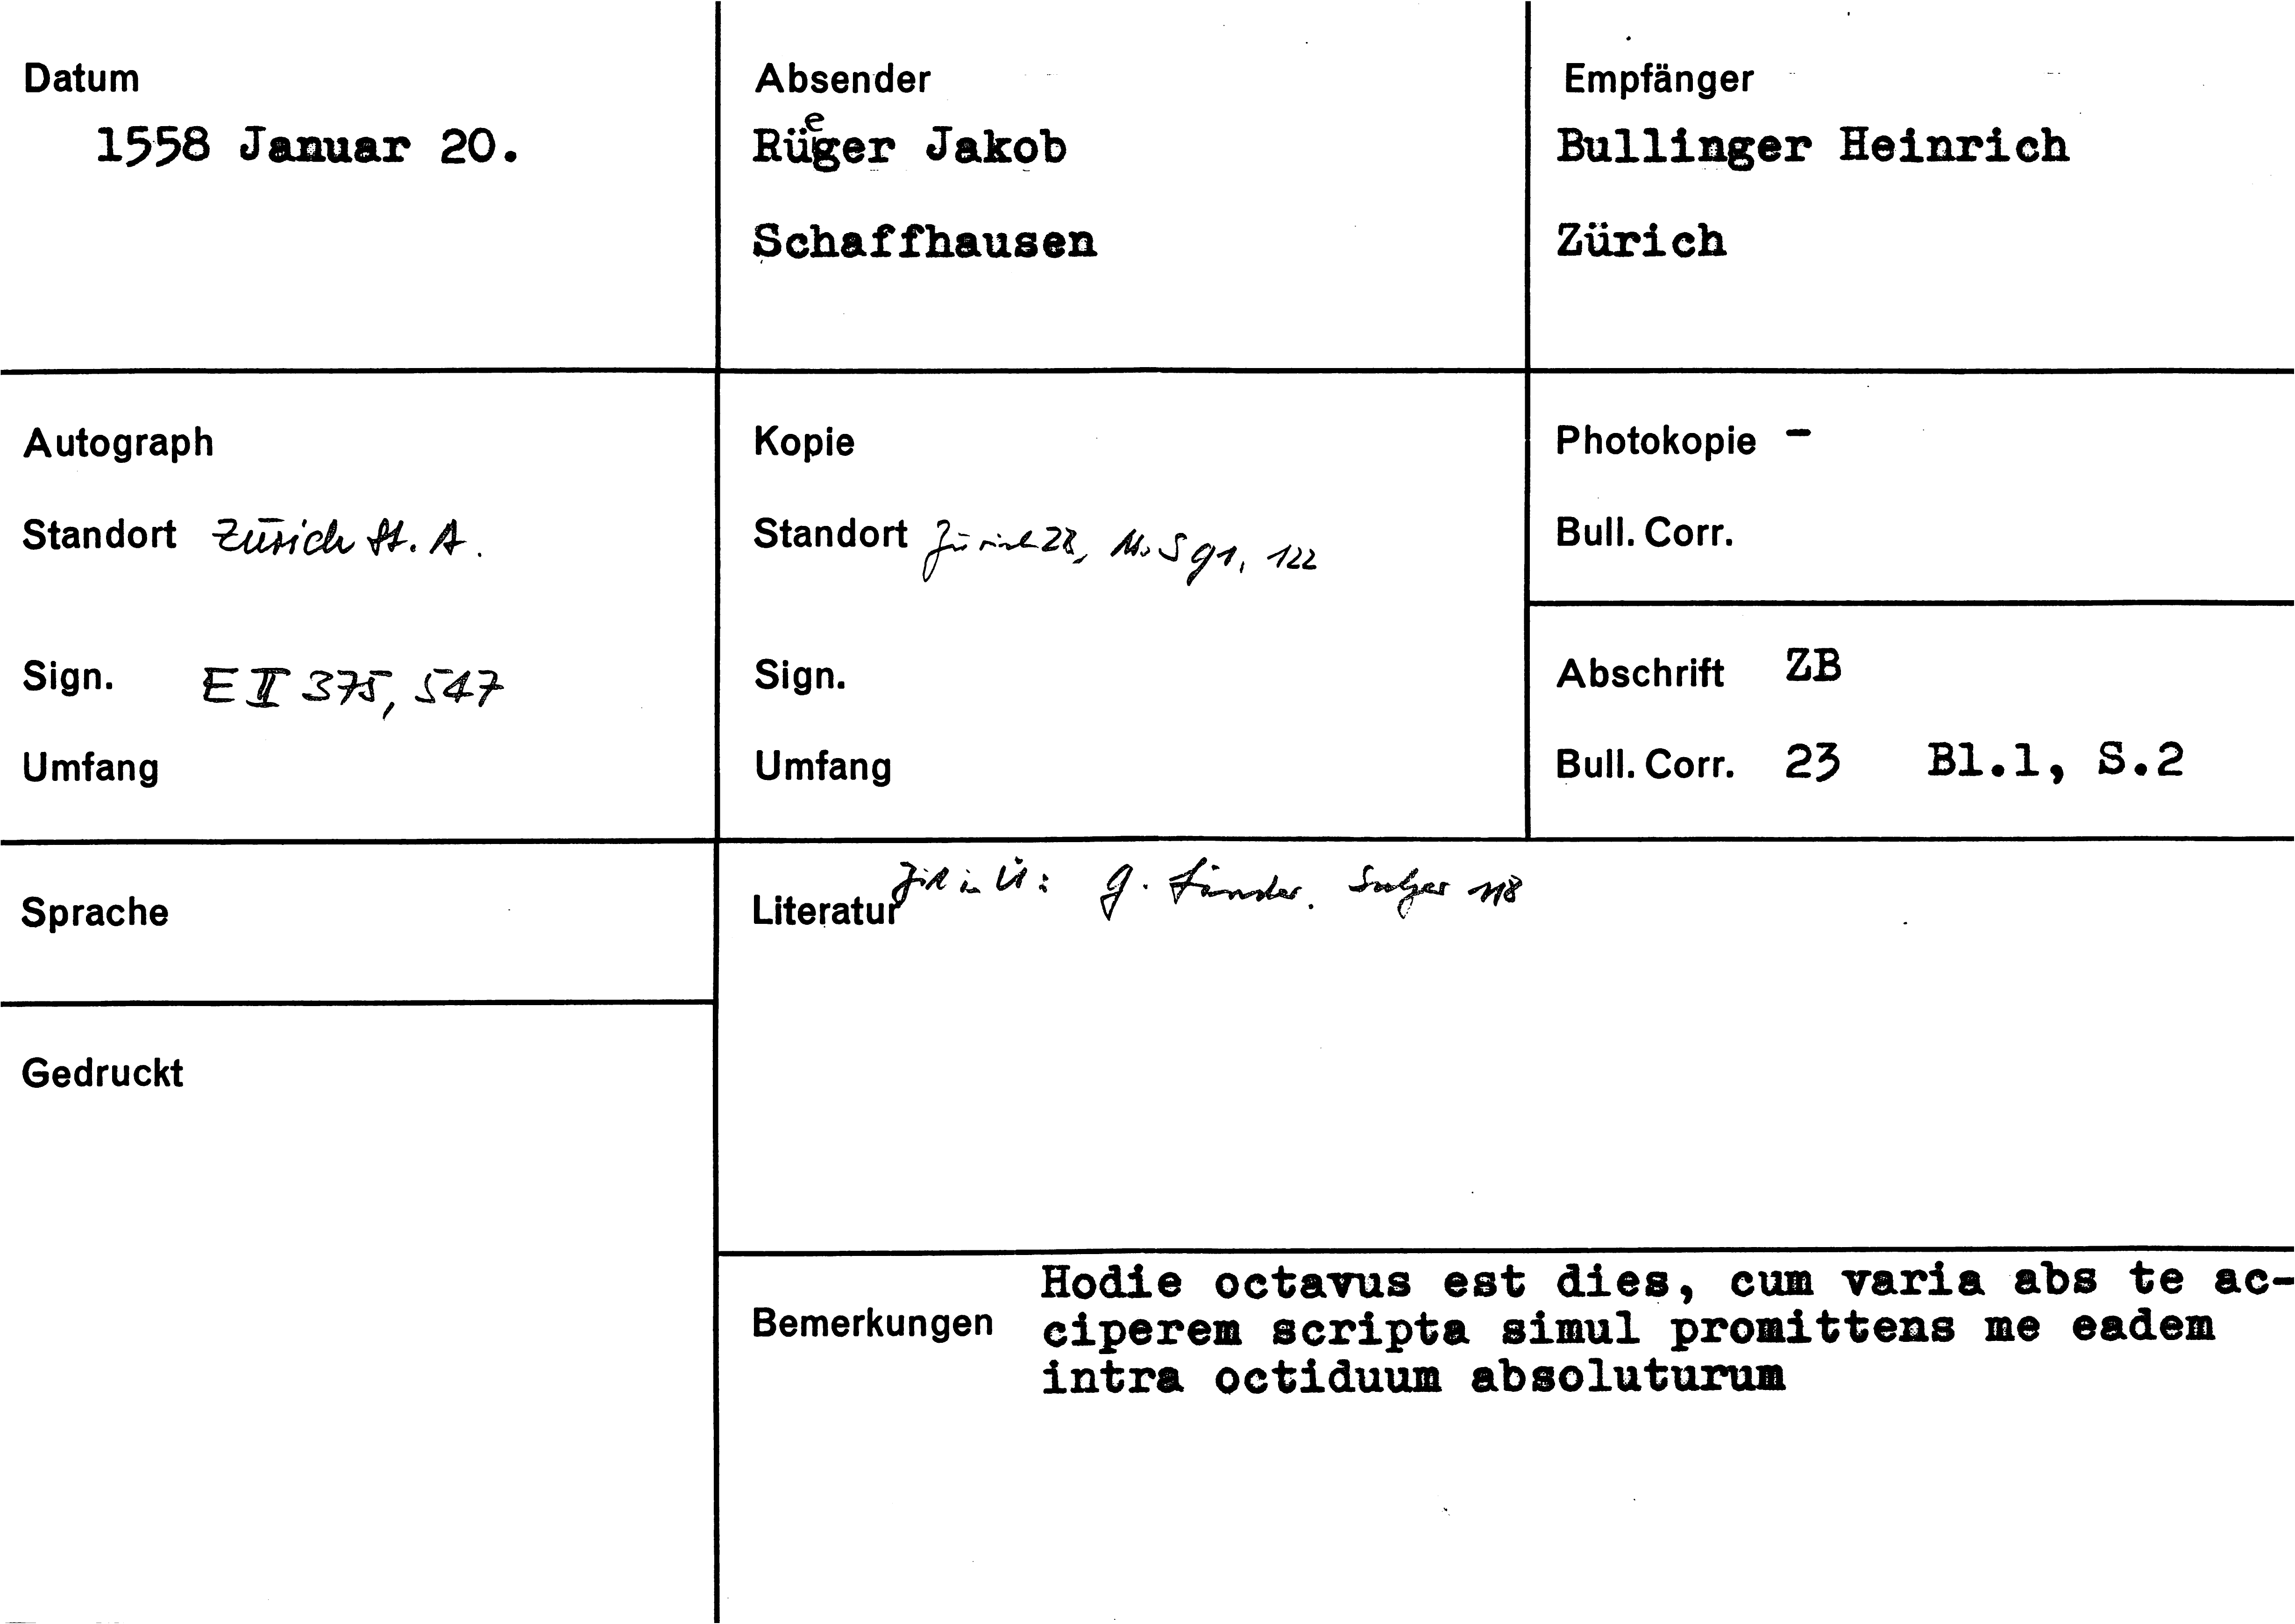 Datum
1558 Januar 20.
Absender
Rüeger Jakob
Schaffhausen
Empfänger
Bullinger Heinrich
Zürich
Autograph
Standort Zürich St. A.
Sign. E II 375, 547
Umfang
Kopie
Standort Zürich ZB, Ms S 91, 122
Sign.
Umfang
Photokopie -
Bull. Corr.
Abschrift ZB
Bull. Corr. 23 Bl.1, S.2
Sprache
Gedruckt
Literatur Zit. in Ü: G. Linder. Sulzer 118
Bemerkungen
Hodie octavus est dies, cum varia abs te ac-
ciperem scripta simul promittens me eadem
intra octiduum absoluturum